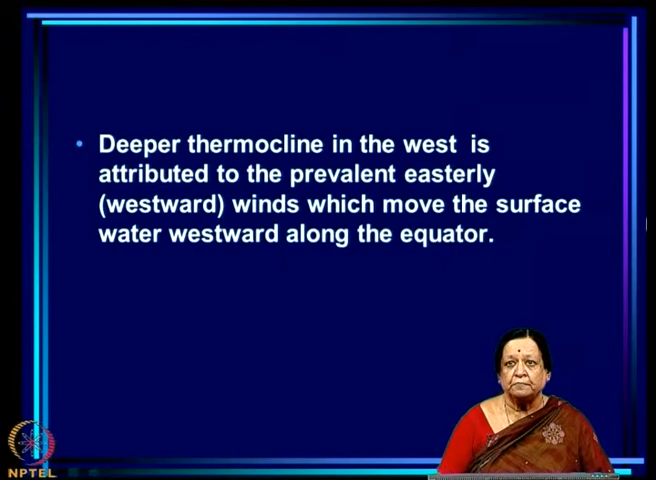 • Deeper thermocline in the west is
attributed to the prevalent easterly
(westward) winds which move the surface
water westward along the equator.
NPTEL